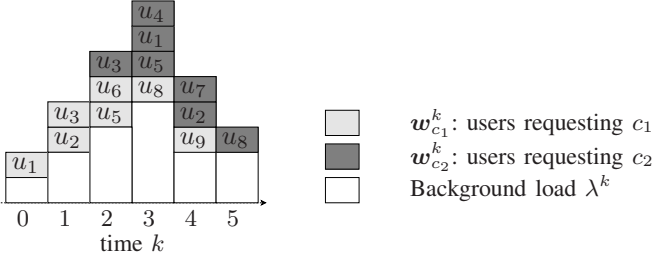 u₄
u₁
u₃ u₅
u₆ u₈ u₇
u₃ u₅ u₂
u₂ u₉ u₈
u₁
0 1 2 3 4 5
time k
w^k_{c₁}: users requesting c₁
w^k_{c₂}: users requesting c₂
Background load λ^k